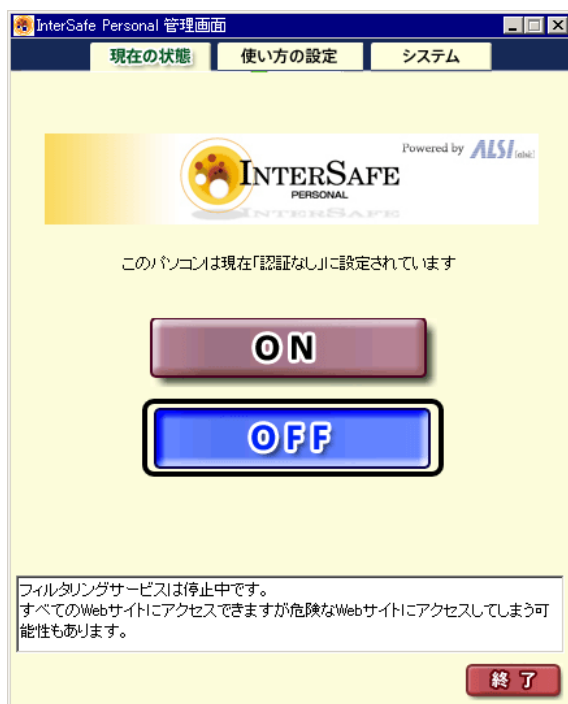 InterSafe Personal 管理画面
現在の状態 使い方の設定 システム
Powered by ALSI
INTERSAFE
PERSONAL
このパソコンは現在「認証なし」に設定されています
ON
OFF
フィルタリングサービスは停止中です。
すべてのWebサイトにアクセスできますが危険なWebサイトにアクセスしてしまう可
能性もあります。
終了